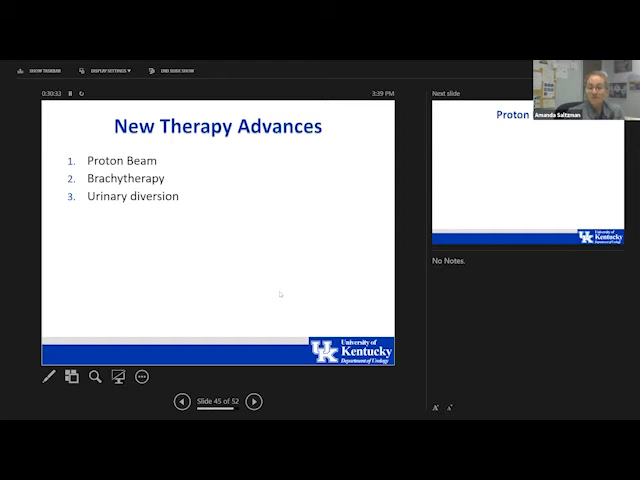 SHOW TASKBAR
DISPLAY SETTINGS ▾
END SLIDE SHOW
0:30:33
3:39 PM
New Therapy Advances
1. Proton Beam
2. Brachytherapy
3. Urinary diversion
UK
University of
Kentucky
Department of Urology
Slide 45 of 52
Next slide
Proton
Amanda Saltzman
UK
University of
Kentucky
Department of Urology
No Notes.
A
A